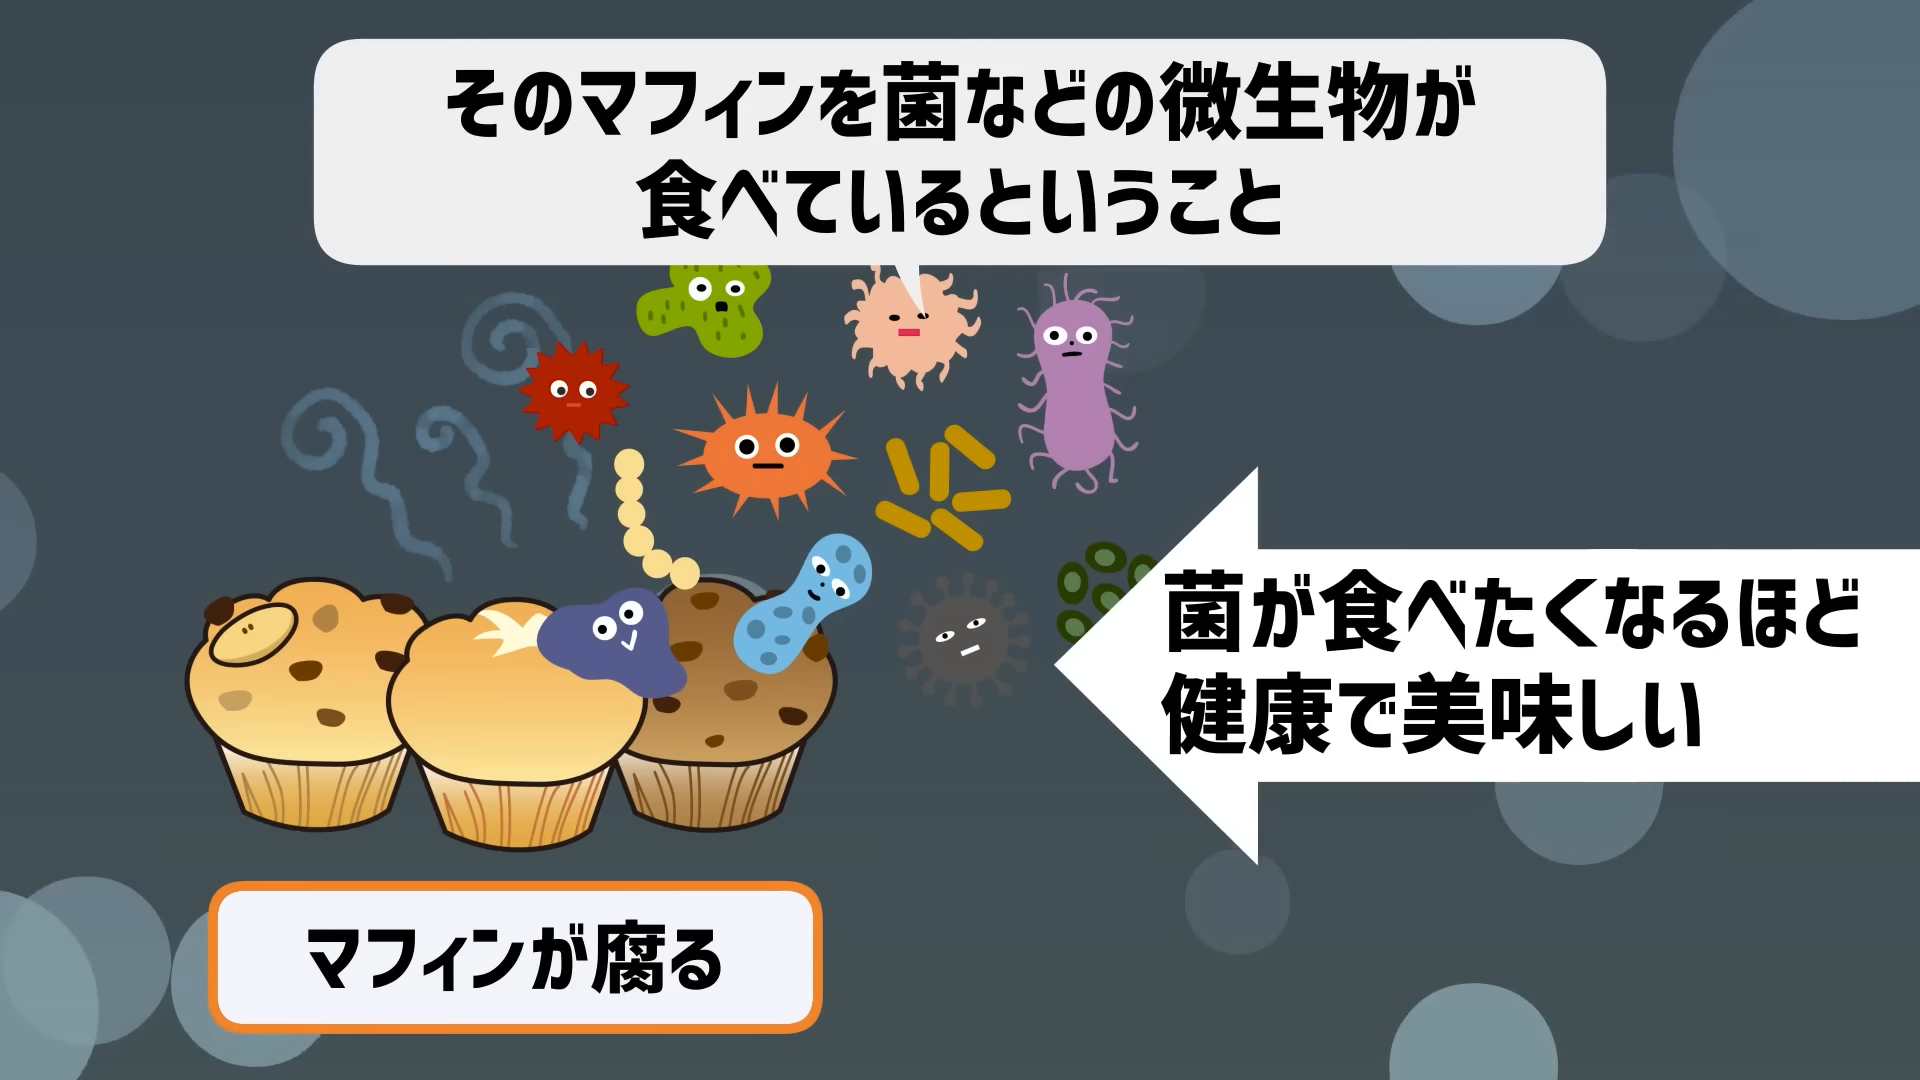 そのマフィンを菌などの微生物が
食べているということ
菌が食べたくなるほど
健康で美味しい
マフィンが腐る